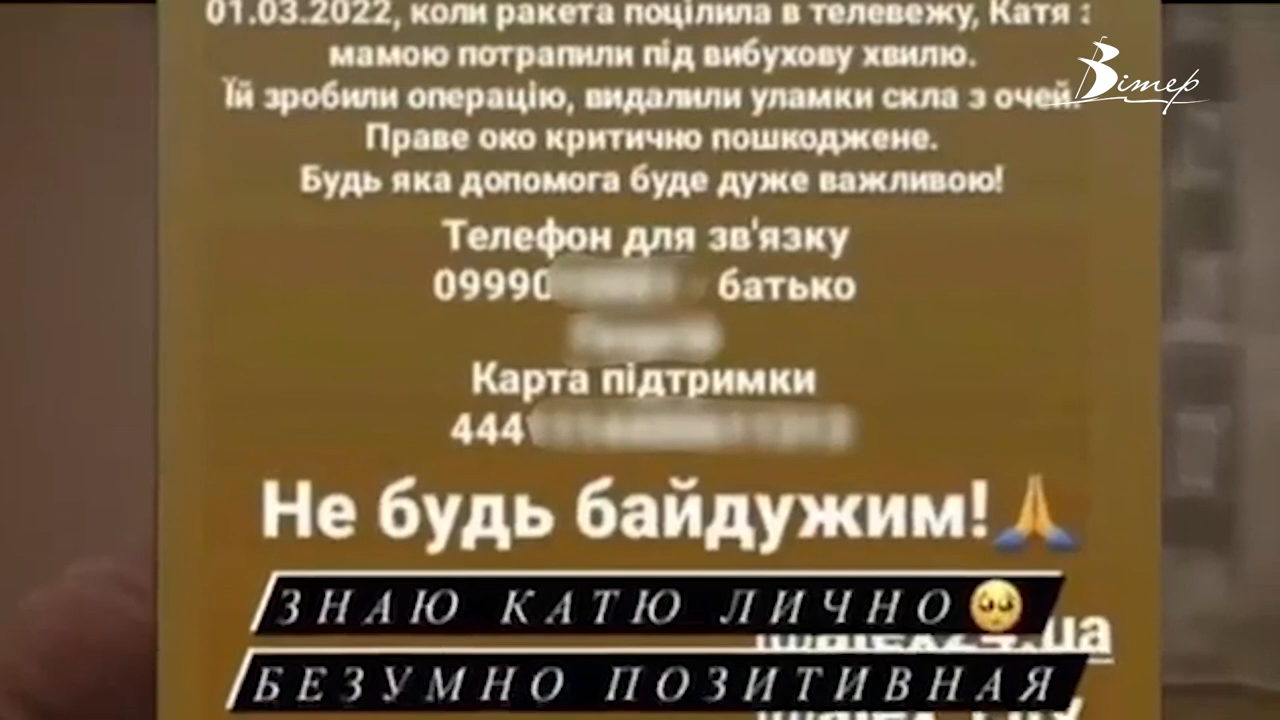 01.03.2022, коли ракета поцілила в телевежу, Катя з
Вітер
мамою потрапили під вибухову хвилю.
Їй зробили операцію, видалили уламки скла з очей
Праве око критично пошкоджене.
Будь яка допомога буде дуже важливою!
Телефон для зв'язку
09990 батько
Карта підтримки
444
Не будь байдужим!🙏
ЗНАЮ КАТЮ ЛИЧНО🥺
БЕЗУМНО ПОЗИТИВНАЯ